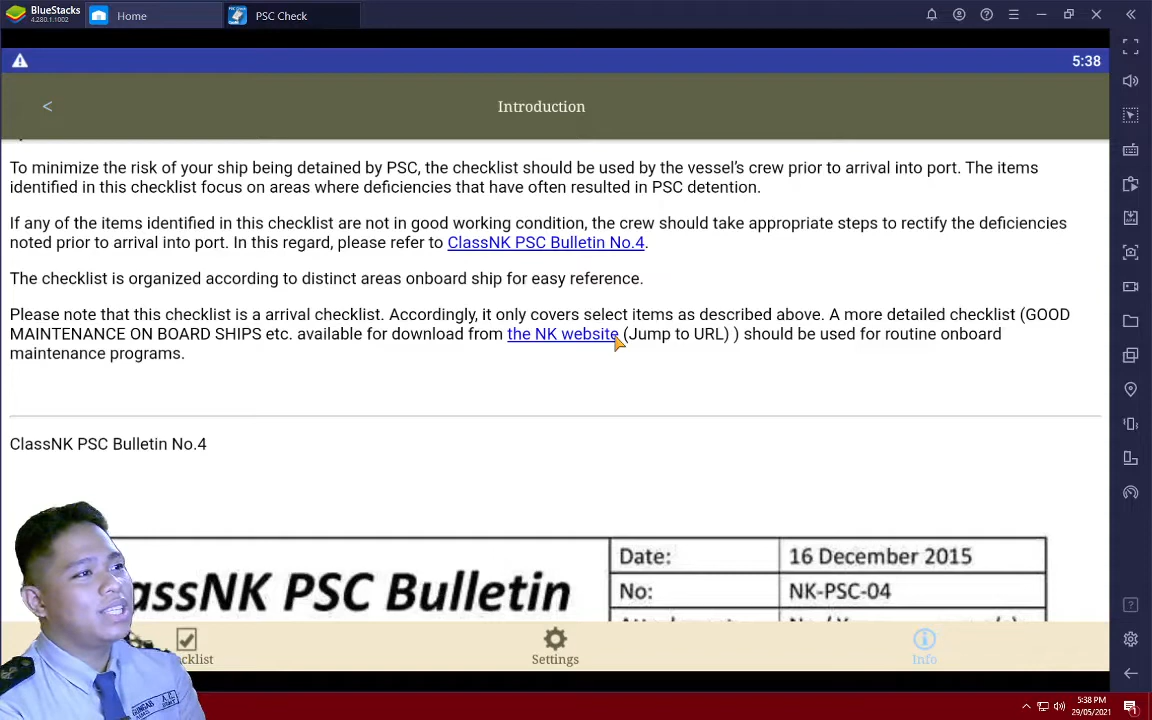 BlueStacks
4.280.1.1002
Home
PSC Check
5:38
<
Introduction
To minimize the risk of your ship being detained by PSC, the checklist should be used by the vessel's crew prior to arrival into port. The items
identified in this checklist focus on areas where deficiencies that have often resulted in PSC detention.
If any of the items identified in this checklist are not in good working condition, the crew should take appropriate steps to rectify the deficiencies
noted prior to arrival into port. In this regard, please refer to ClassNK PSC Bulletin No.4.
The checklist is organized according to distinct areas onboard ship for easy reference.
Please note that this checklist is a arrival checklist. Accordingly, it only covers select items as described above. A more detailed checklist (GOOD
MAINTENANCE ON BOARD SHIPS etc. available for download from the NK website (Jump to URL) ) should be used for routine onboard
maintenance programs.
ClassNK PSC Bulletin No.4
assNK PSC Bulletin
Date: 16 December 2015
No: NK-PSC-04
cklist
Settings
Info
5:38 PM
29/05/2021